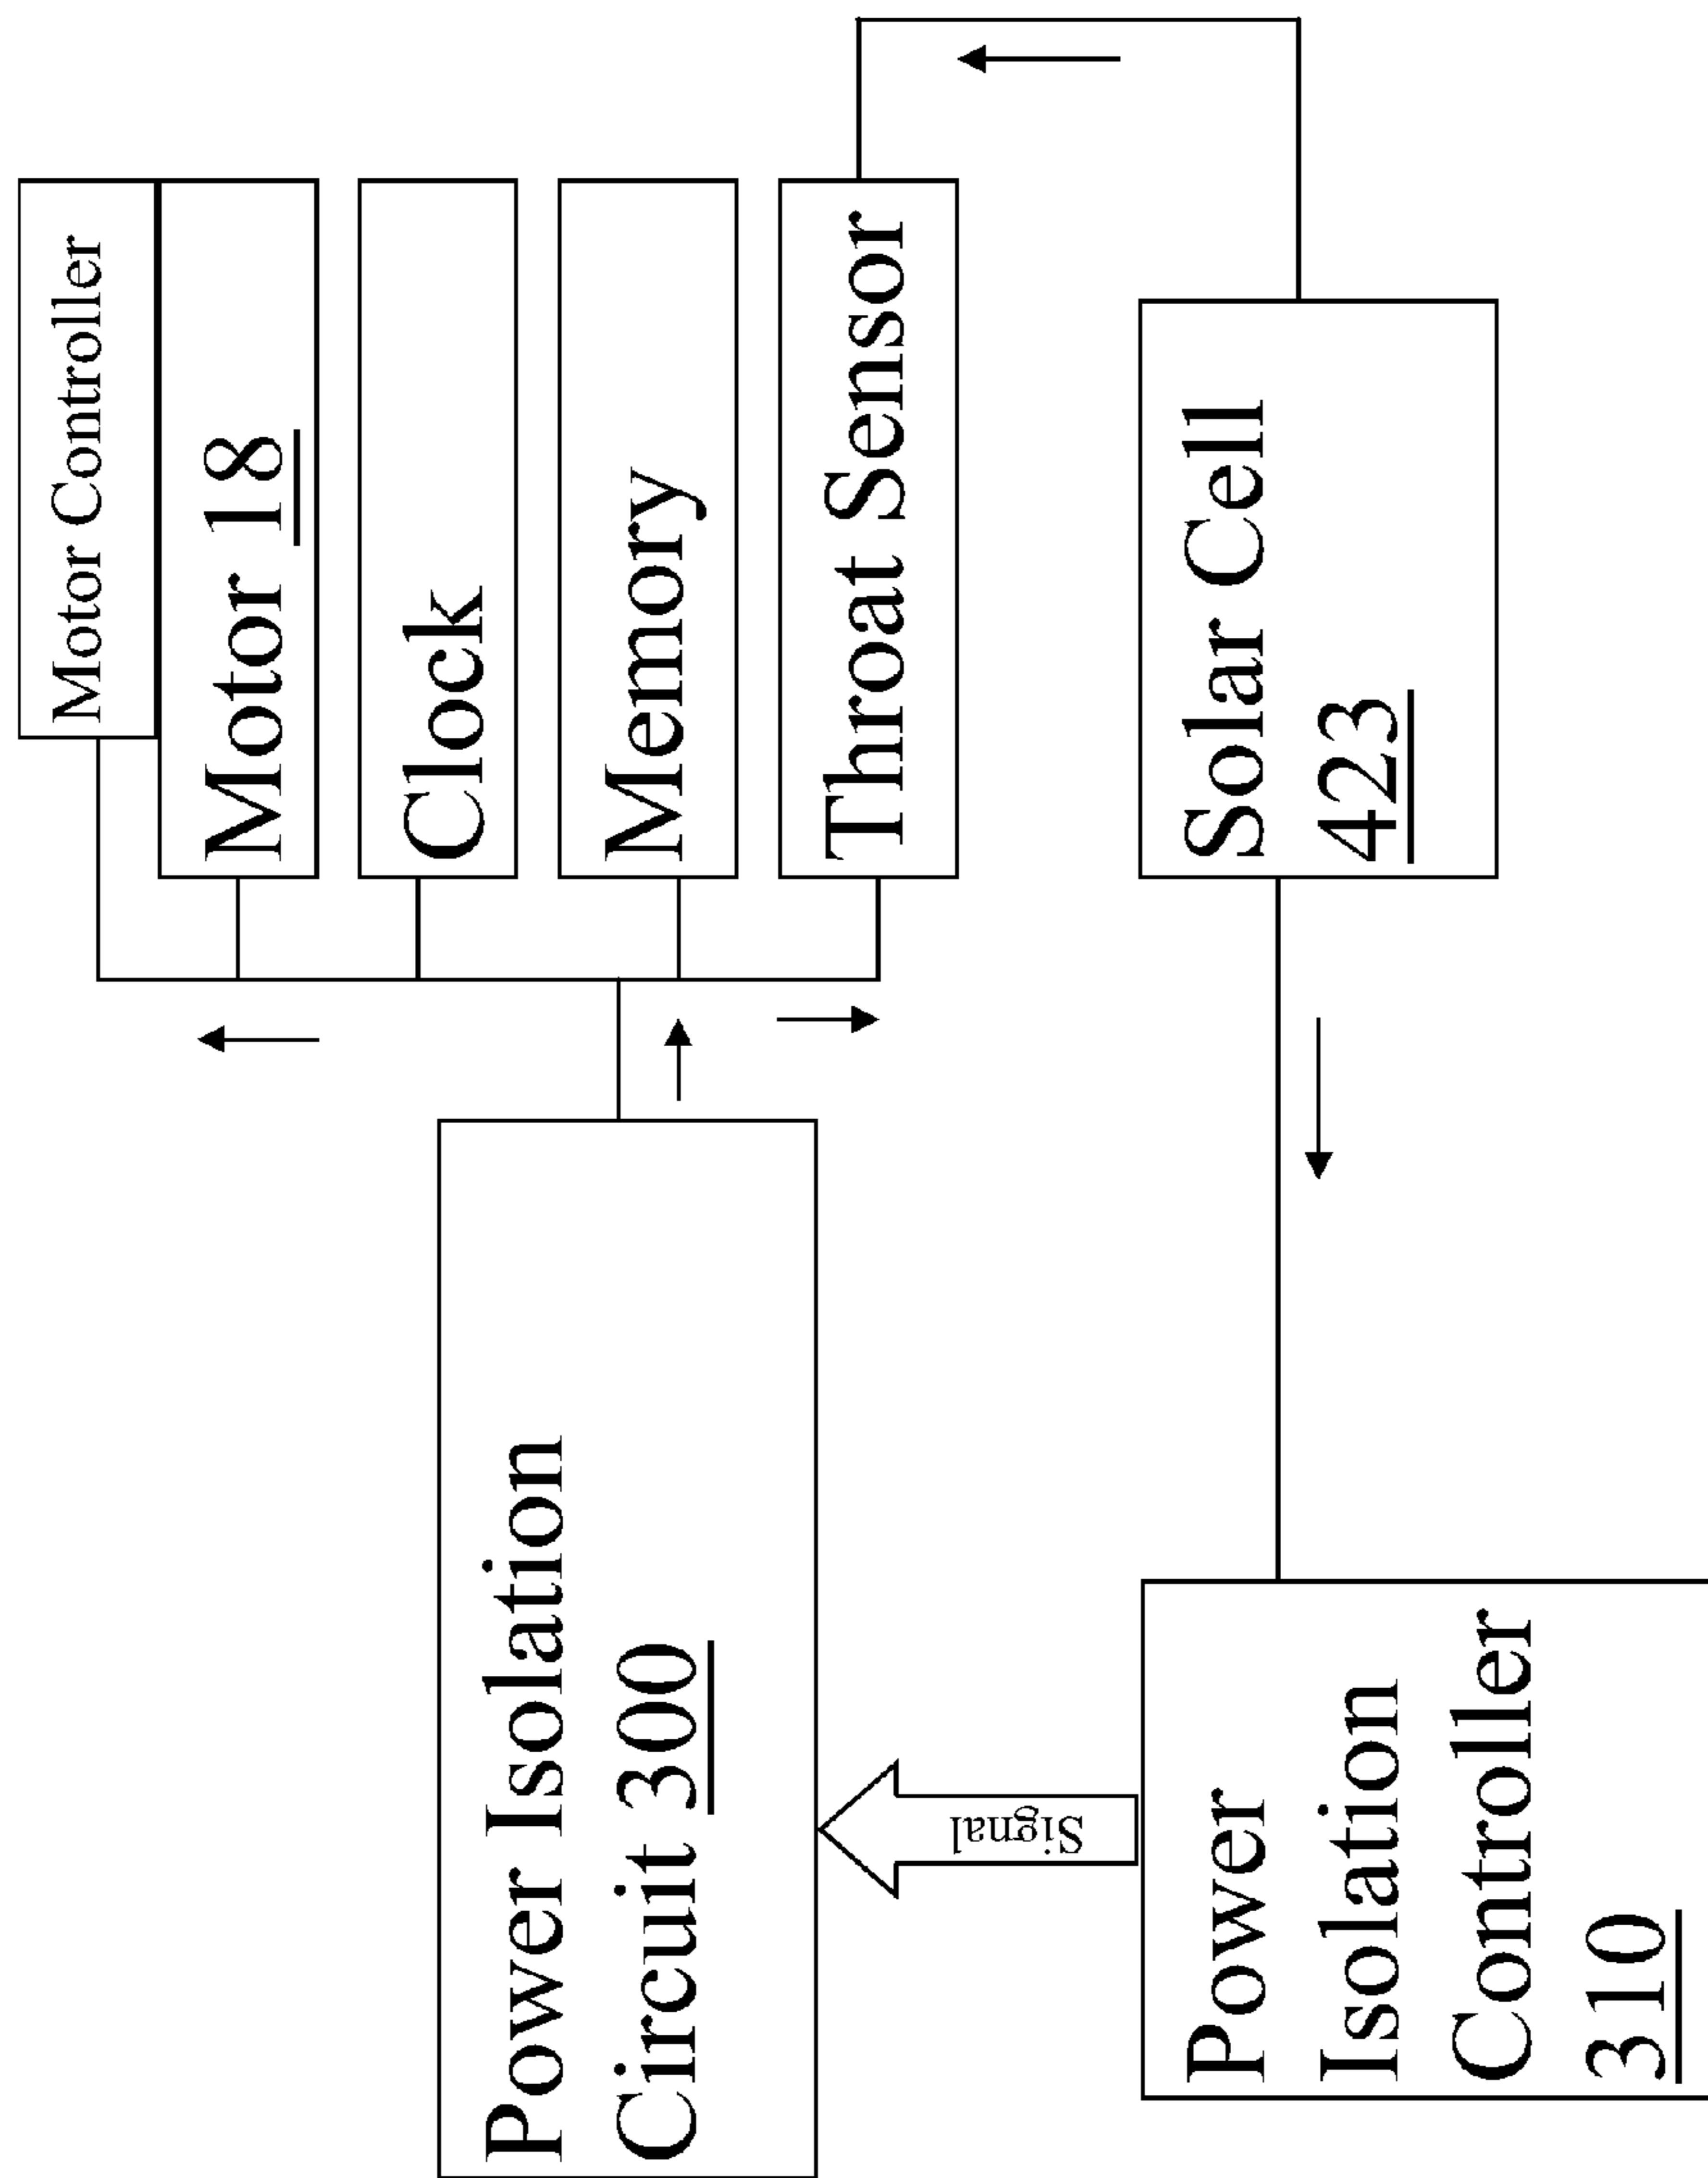 Motor Controller
Motor 18
Clock
Memory
Throat Sensor
Power Isolation
Circuit 300
Signal
Solar Cell
423
Power
Isolation
Controller
310